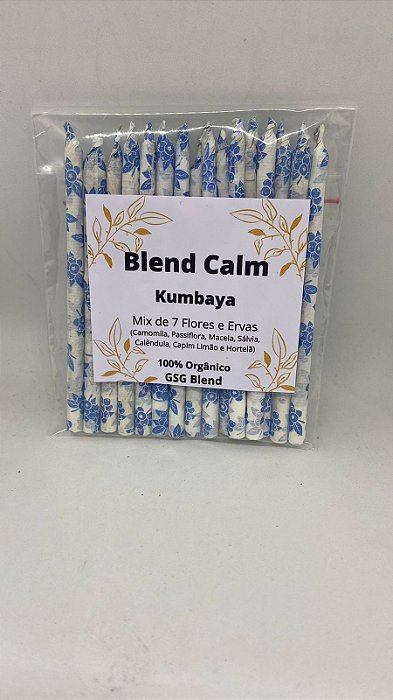 Blend Calm
Kumbaya
Mix de 7 Flores e Ervas
(Camomila, Passiflora, Macela, Sálvia,
Calêndula, Capim Limão e Hortelã)
100% Orgânico
GSG Blend